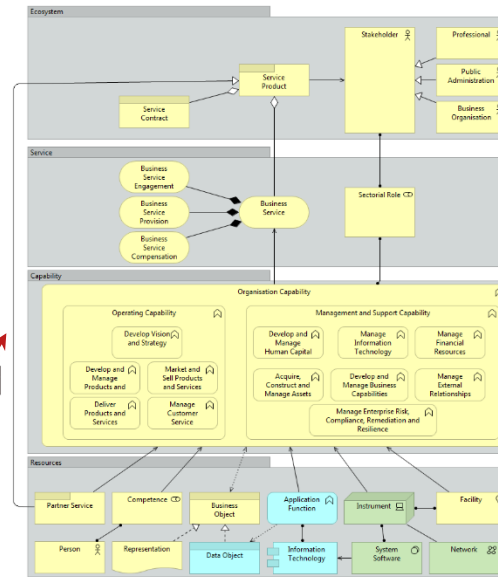 Ecosystem
Stakeholder
Professional
Service
Product
Public
Administration
Service
Contract
Business
Organisation
Service
Business
Service
Engagement
Business
Service
Provision
Business
Service
Sectorial Role
Business
Service
Compensation
Capability
Organisation Capability
Operating Capability
Management and Support Capability
Develop Vision
and Strategy
Develop and
Manage
Human Capital
Manage
Information
Technology
Manage
Financial
Resources
Develop and
Manage
Products and
Market and
Sell Products
and Services
Acquire,
Construct and
Manage Assets
Develop and
Manage Business
Capabilities
Manage
External
Relationships
Deliver
Products and
Services
Manage
Customer
Service
Manage Enterprise Risk,
Compliance, Remediation and
Resilience
Resources
Partner Service
Competence
Business
Object
Application
Function
Instrument
Facility
Person
Representation
Data Object
Information
Technology
System
Software
Network